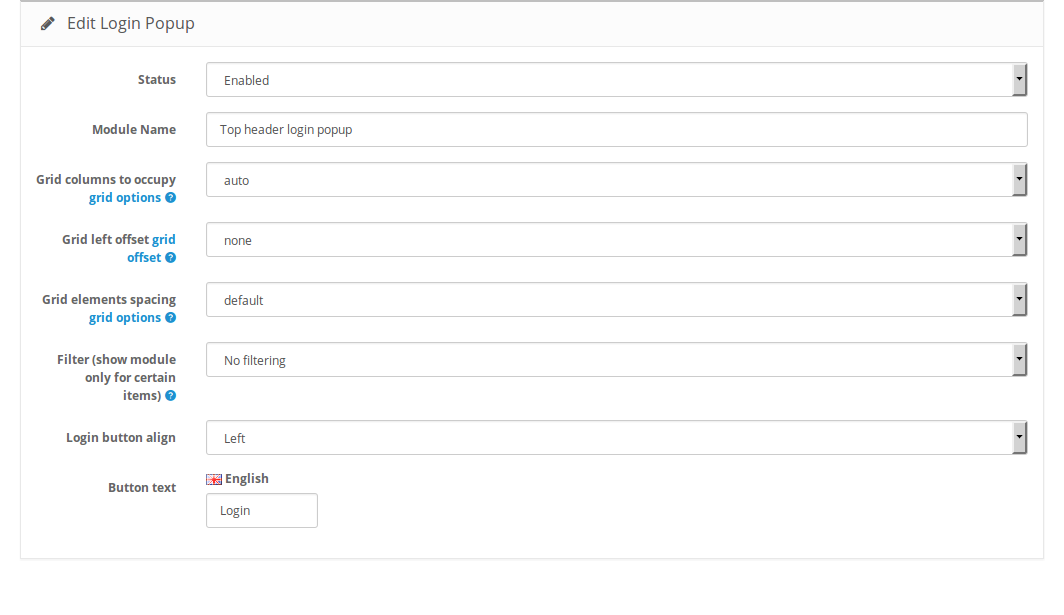 Edit Login Popup
Status
Enabled
Module Name
Top header login popup
Grid columns to occupy
grid options ?
auto
Grid left offset grid
offset ?
none
Grid elements spacing
grid options ?
default
Filter (show module
only for certain
items) ?
No filtering
Login button align
Left
Button text
English
Login